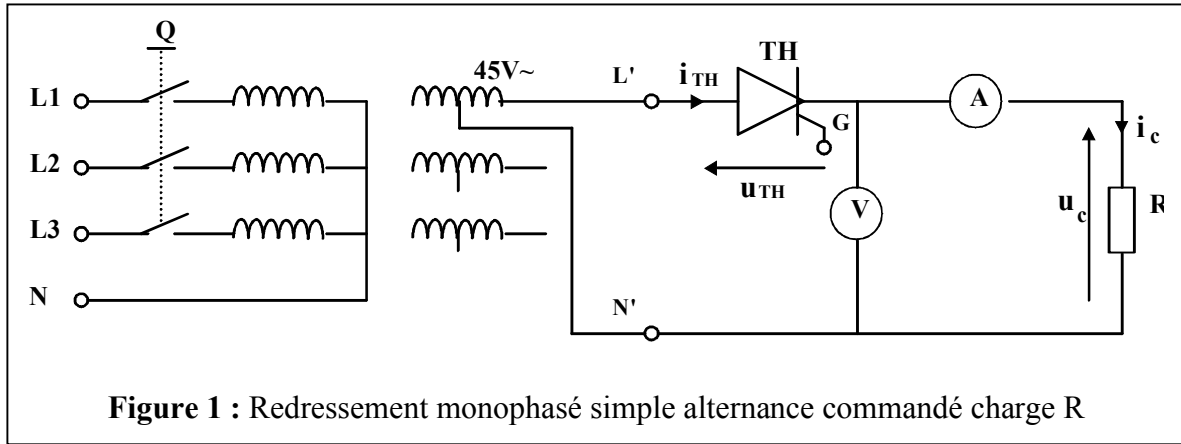 Q
45V~
L'
i TH
TH
L1
A
G
i c
L2
u TH
V
u c
R
L3
N
N'
Figure 1 : Redressement monophasé simple alternance commandé charge R